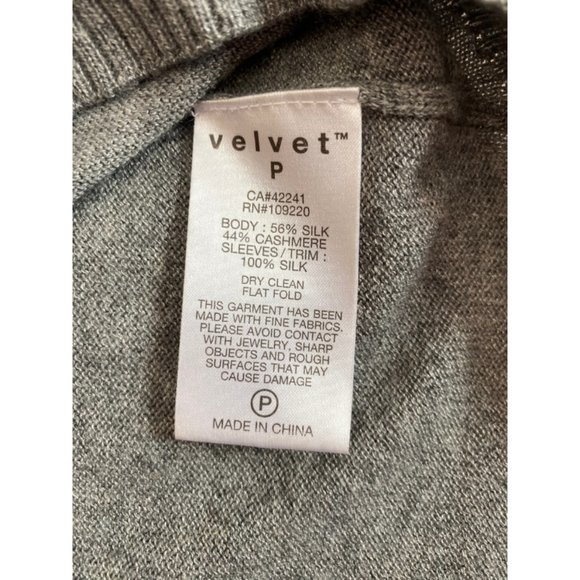 velvet™
P
CA#42241
RN#109220
BODY : 56% SILK
44% CASHMERE
SLEEVES/TRIM :
100% SILK
DRY CLEAN
FLAT FOLD
THIS GARMENT HAS BEEN
MADE WITH FINE FABRICS.
PLEASE AVOID CONTACT
WITH JEWELRY, SHARP
OBJECTS AND ROUGH
SURFACES THAT MAY
CAUSE DAMAGE
P
MADE IN CHINA